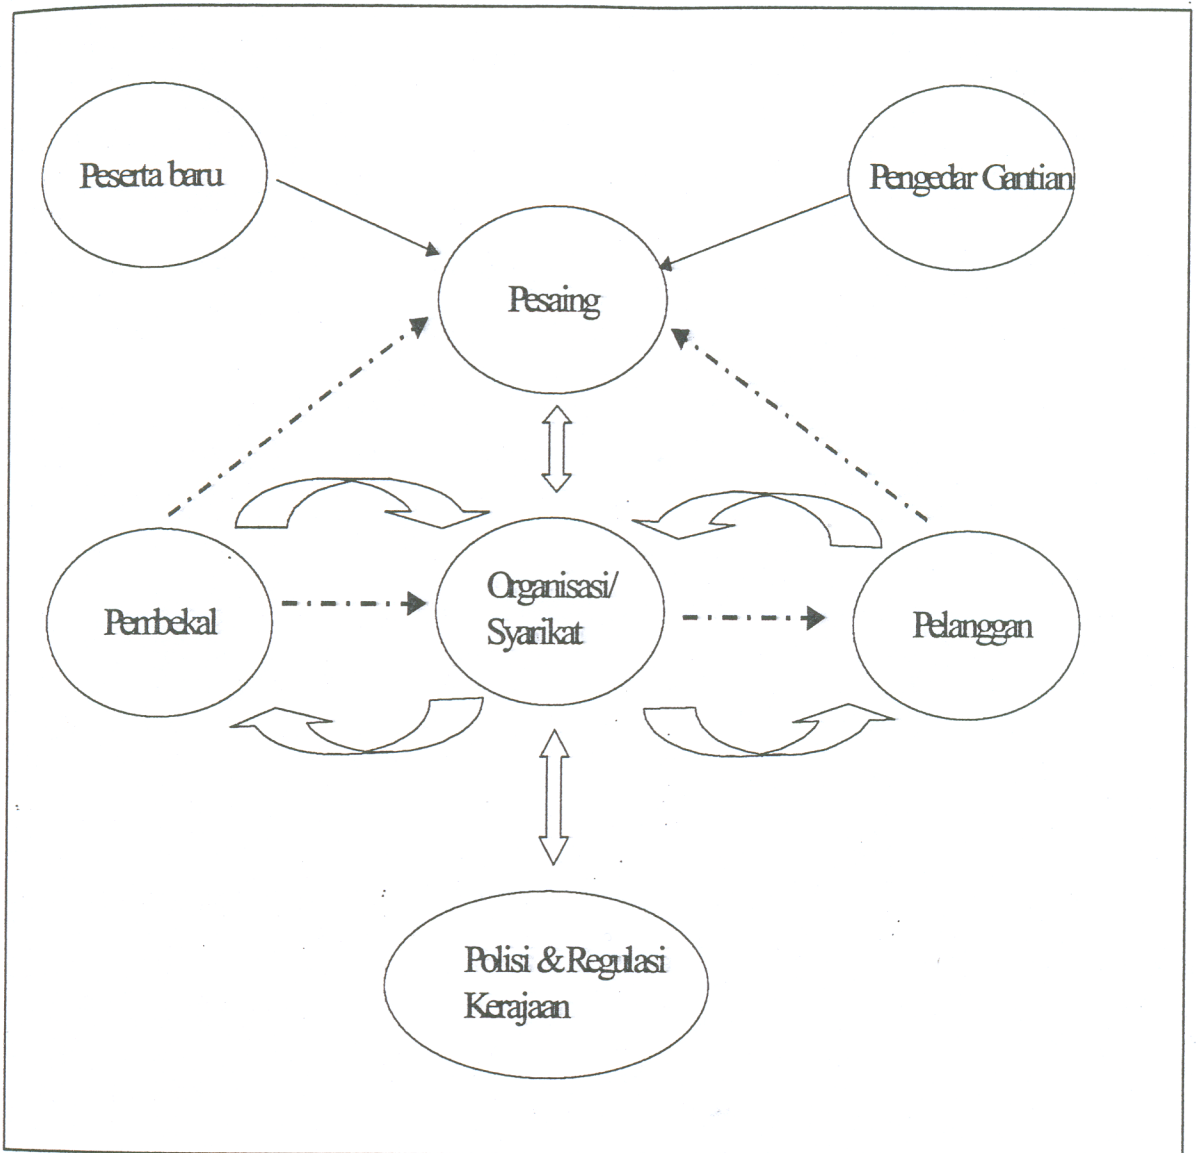 Peserta baru
Pengedar Gantian
Pesaing
Organisasi/
Syarikat
Pembekal
Pelanggan
Polisi & Regulasi
Kerajaan